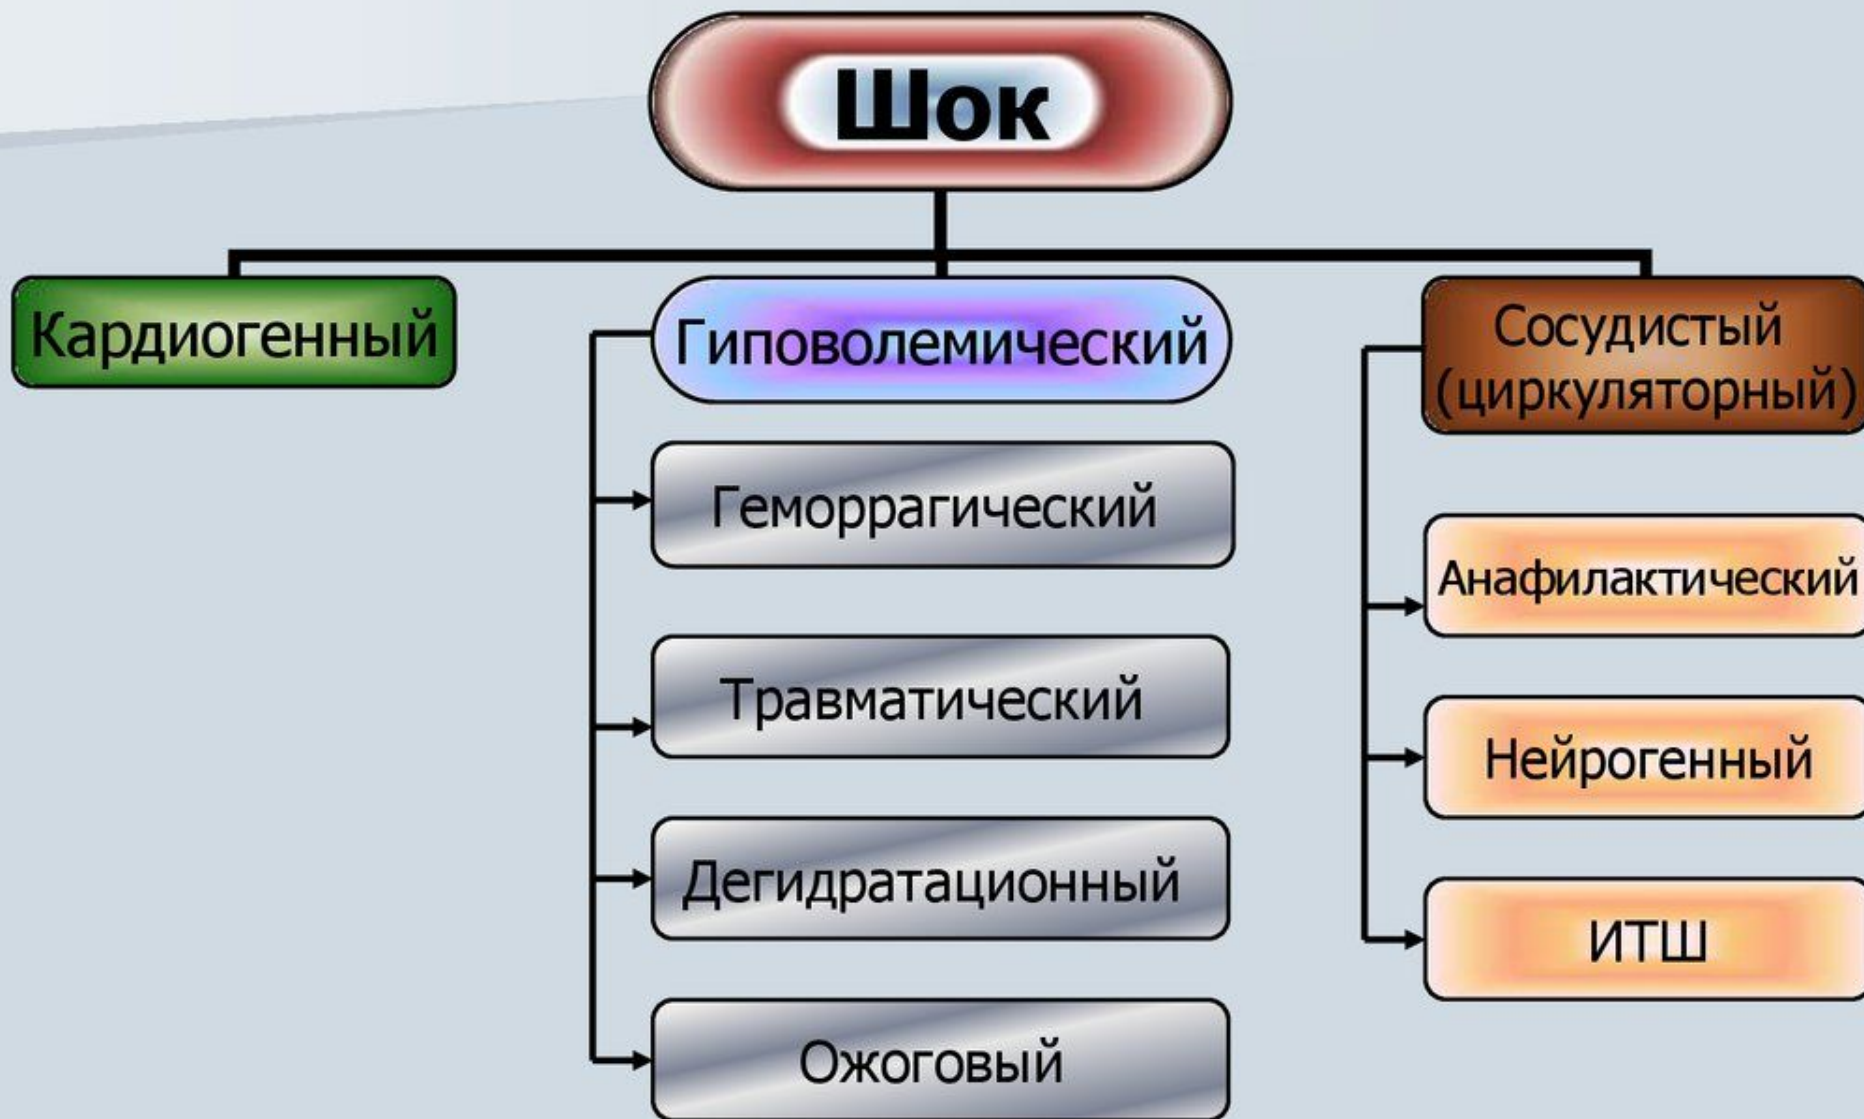 Шок
Кардиогенный
Гиповолемический
Геморрагический
Травматический
Дегидратационный
Ожоговый
Сосудистый
(циркуляторный)
Анафилактический
Нейрогенный
ИТШ